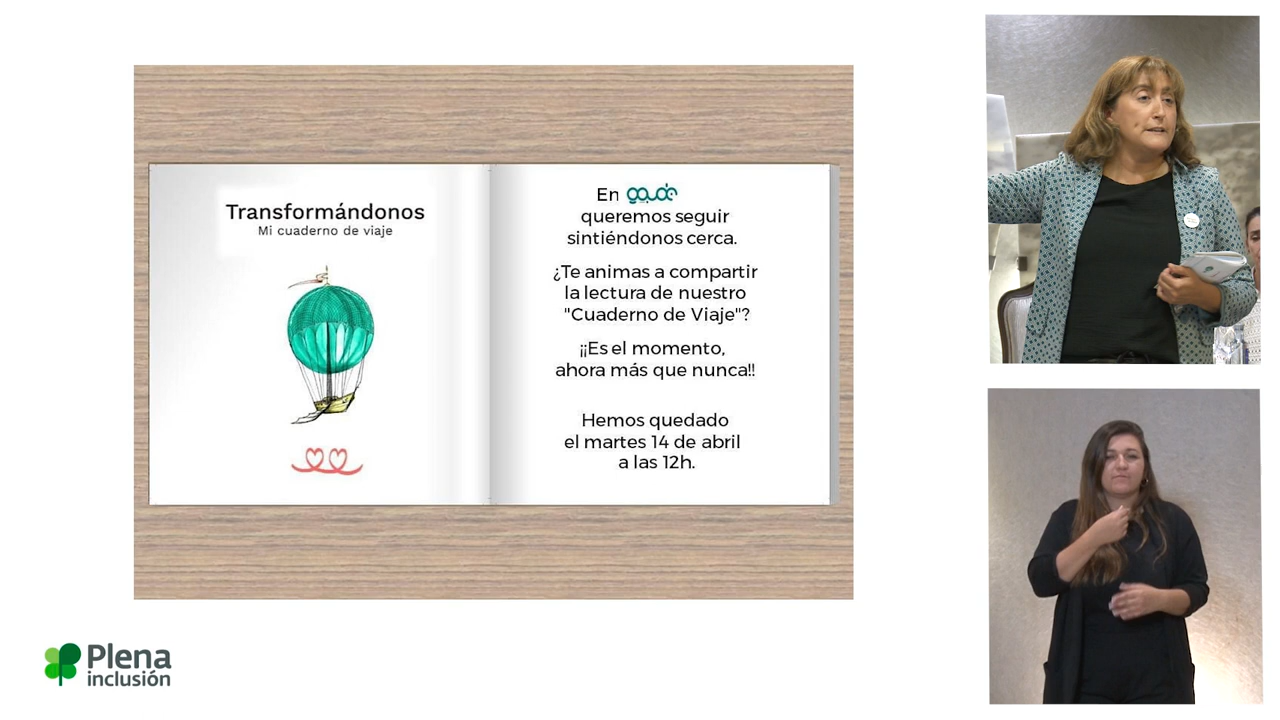 Transformándonos
Mi cuaderno de viaje
En gaude
queremos seguir
sintiéndonos cerca.
¿Te animas a compartir
la lectura de nuestro
"Cuaderno de Viaje"?
¡¡Es el momento,
ahora más que nunca!!
Hemos quedado
el martes 14 de abril
a las 12h.
Plena
inclusión